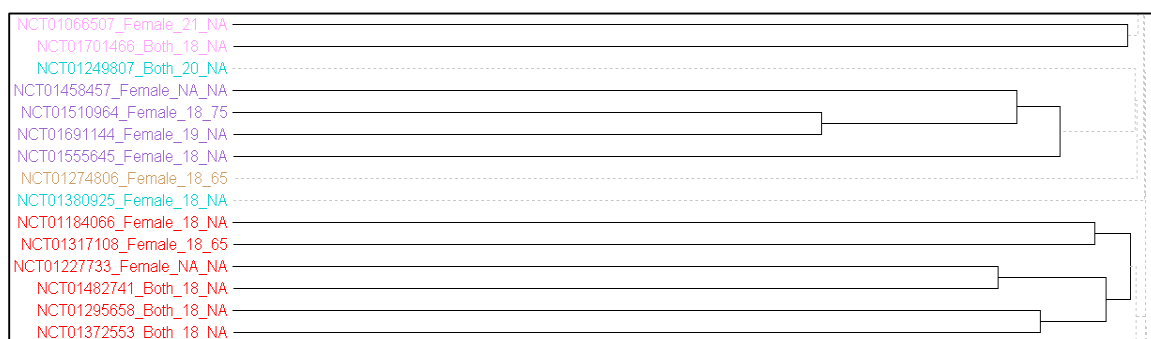 NCT01066507_Female_21_NA
NCT01701466_Both_18_NA
NCT01249807_Both_20_NA
NCT01458457_Female_NA_NA
NCT01510964_Female_18_75
NCT01691144_Female_19_NA
NCT01555645_Female_18_NA
NCT01274806_Female_18_65
NCT01380925_Female_18_NA
NCT01184066_Female_18_NA
NCT01317108_Female_18_65
NCT01227733_Female_NA_NA
NCT01482741_Both_18_NA
NCT01295658_Both_18_NA
NCT01372553_Both_18_NA